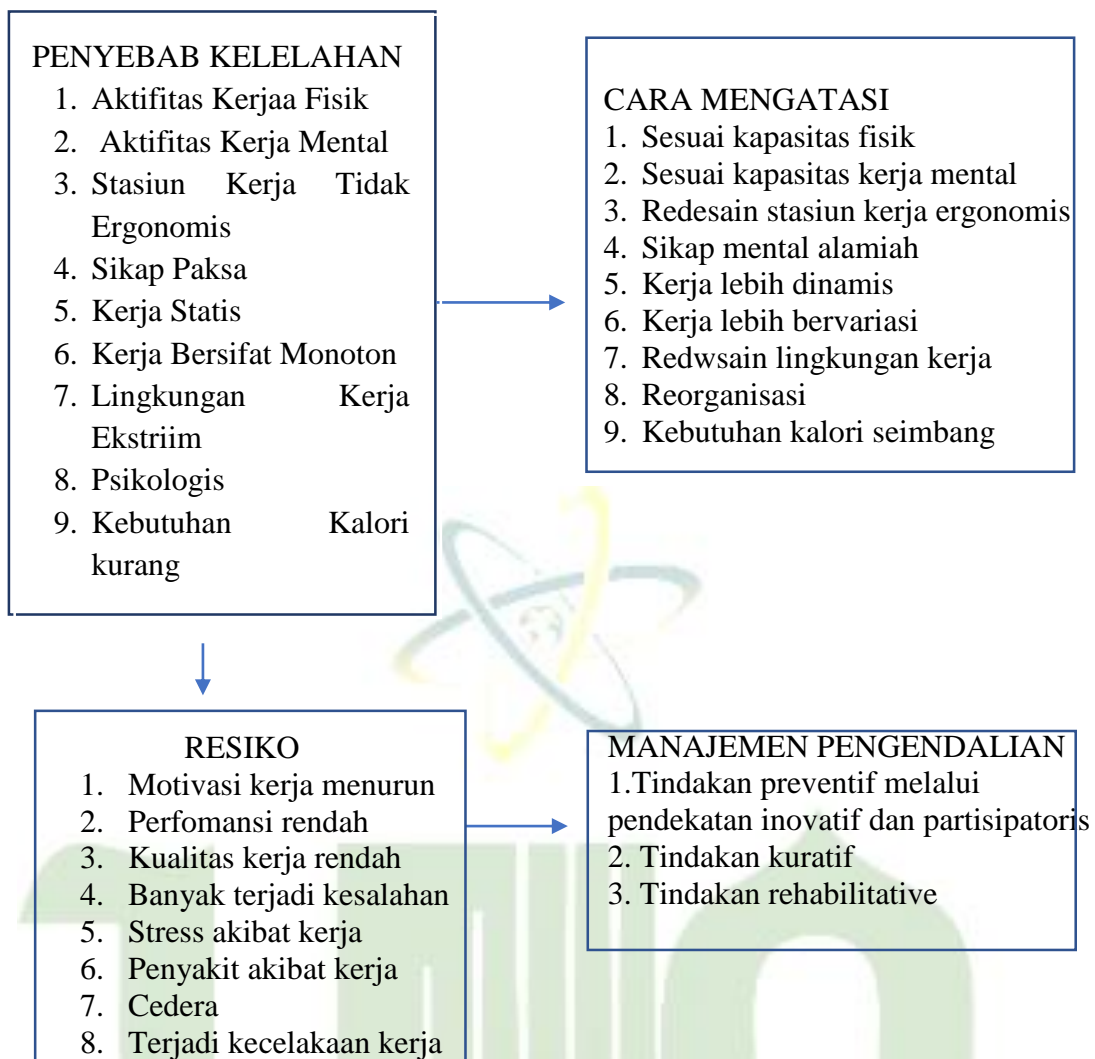 PENYEBAB KELELAHAN
1. Aktifitas Kerjaa Fisik
2. Aktifitas Kerja Mental
3. Stasiun Kerja Tidak
Ergonomis
4. Sikap Paksa
5. Kerja Statis
6. Kerja Bersifat Monoton
7. Lingkungan Kerja
Ekstriim
8. Psikologis
9. Kebutuhan Kalori
kurang
CARA MENGATASI
1. Sesuai kapasitas fisik
2. Sesuai kapasitas kerja mental
3. Redesain stasiun kerja ergonomis
4. Sikap mental alamiah
5. Kerja lebih dinamis
6. Kerja lebih bervariasi
7. Redwsain lingkungan kerja
8. Reorganisasi
9. Kebutuhan kalori seimbang
RESIKO
1. Motivasi kerja menurun
2. Perfomansi rendah
3. Kualitas kerja rendah
4. Banyak terjadi kesalahan
5. Stress akibat kerja
6. Penyakit akibat kerja
7. Cedera
8. Terjadi kecelakaan kerja
MANAJEMEN PENGENDALIAN
1.Tindakan preventif melalui
pendekatan inovatif dan partisipatoris
2. Tindakan kuratif
3. Tindakan rehabilitative